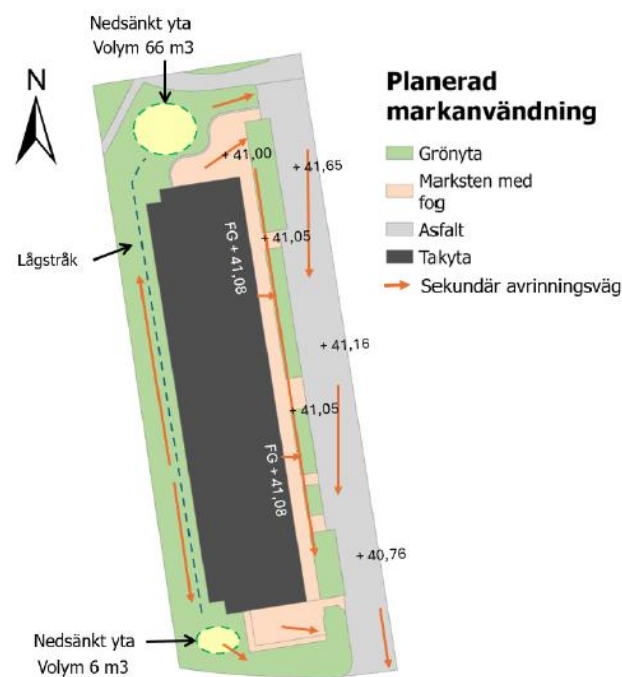 Nedsänkt yta
Volym 66 m3
N
Planerad
markanvändning
Grönyta
Marksten med
fog
Asfalt
Takyta
Sekundär avrinningsväg
+ 41,00
+ 41,65
+ 41,05
FG + 41,08
Lågstråk
+ 41,16
+ 41,05
FG + 41,08
+ 40,76
Nedsänkt yta
Volym 6 m3